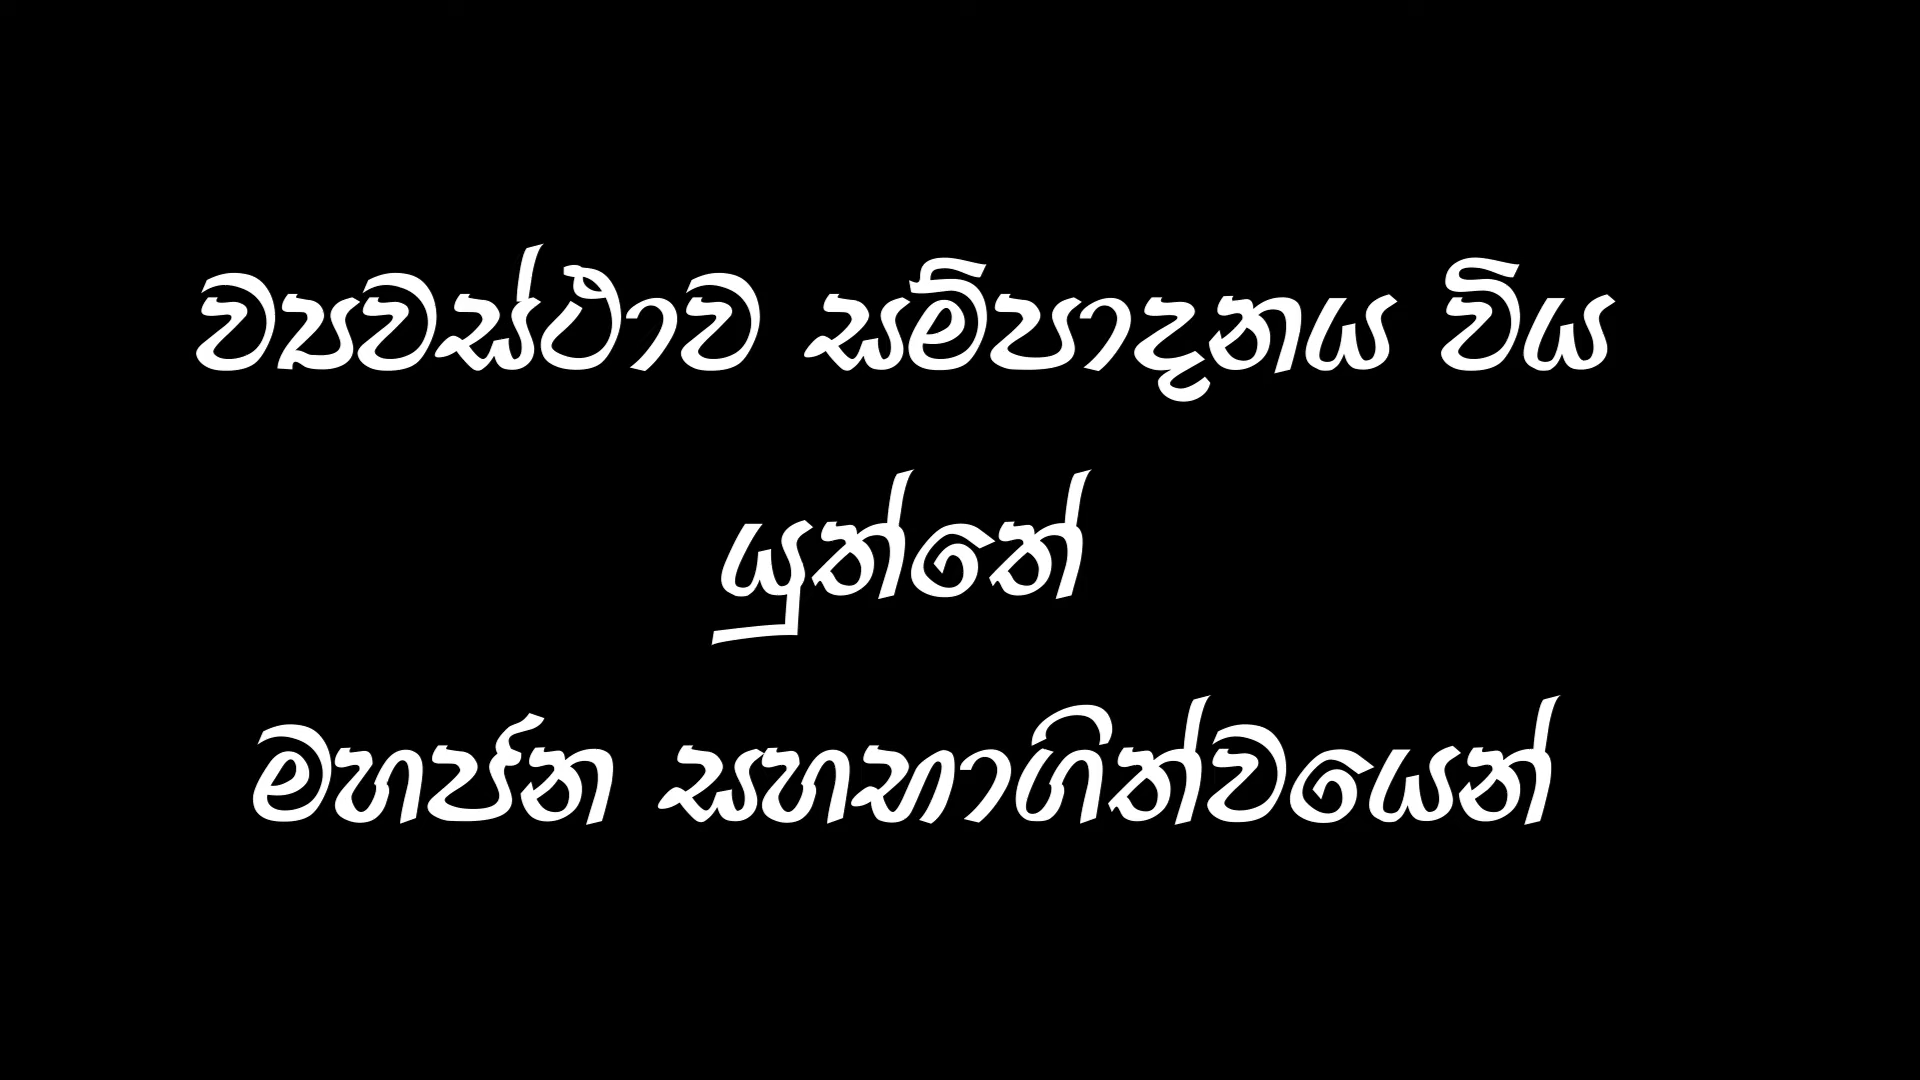 ව්‍යවස්ථාව සම්පාදනය විය
යුත්තේ
මහජන සහභාගිත්වයෙන්